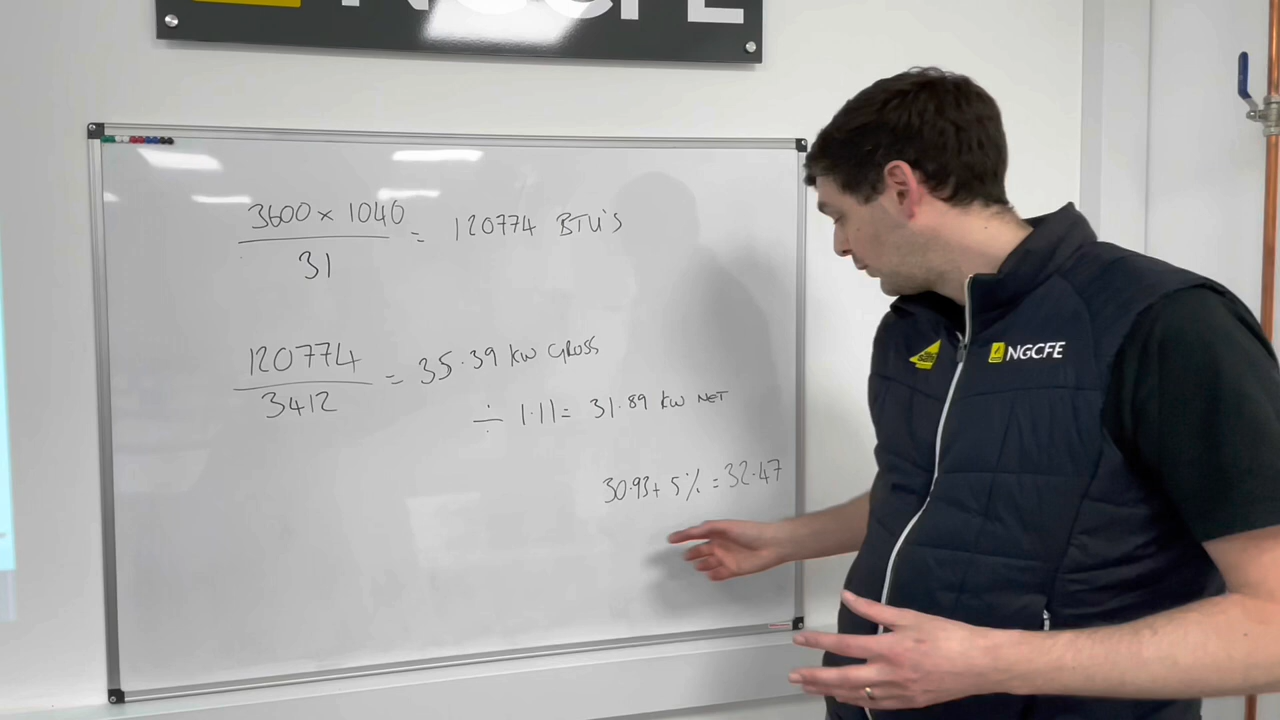 NGCFE
3600 × 1040
31
= 120774 BTU'S
120774
3412
= 35.39 KW GROSS
÷ 1.11 = 31.89 KW NET
30.93 + 5% = 32.47
NGCFE